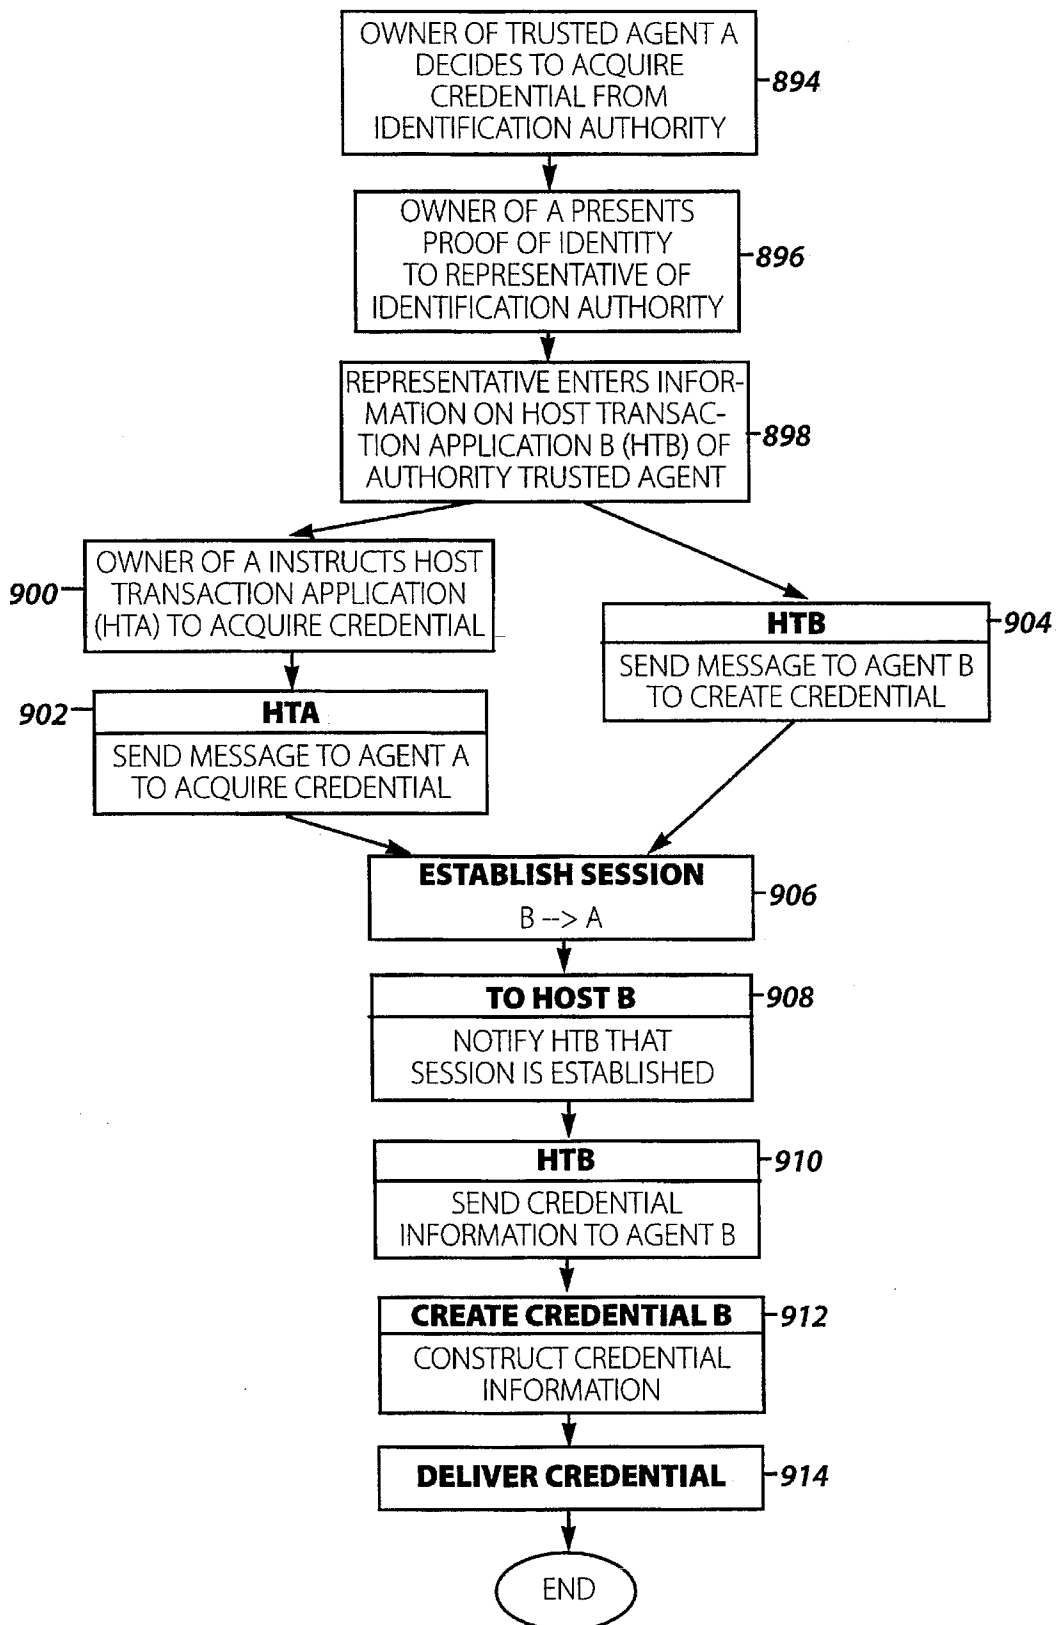 OWNER OF TRUSTED AGENT A
DECIDES TO ACQUIRE
CREDENTIAL FROM
IDENTIFICATION AUTHORITY
894
OWNER OF A PRESENTS
PROOF OF IDENTITY
TO REPRESENTATIVE OF
IDENTIFICATION AUTHORITY
896
REPRESENTATIVE ENTERS INFOR-
MATION ON HOST TRANSAC-
TION APPLICATION B (HTB) OF
AUTHORITY TRUSTED AGENT
898
900
OWNER OF A INSTRUCTS HOST
TRANSACTION APPLICATION
(HTA) TO ACQUIRE CREDENTIAL
HTB
904
SEND MESSAGE TO AGENT B
TO CREATE CREDENTIAL
902
HTA
SEND MESSAGE TO AGENT A
TO ACQUIRE CREDENTIAL
ESTABLISH SESSION
906
B --> A
TO HOST B
908
NOTIFY HTB THAT
SESSION IS ESTABLISHED
HTB
910
SEND CREDENTIAL
INFORMATION TO AGENT B
CREATE CREDENTIAL B
912
CONSTRUCT CREDENTIAL
INFORMATION
DELIVER CREDENTIAL
914
END